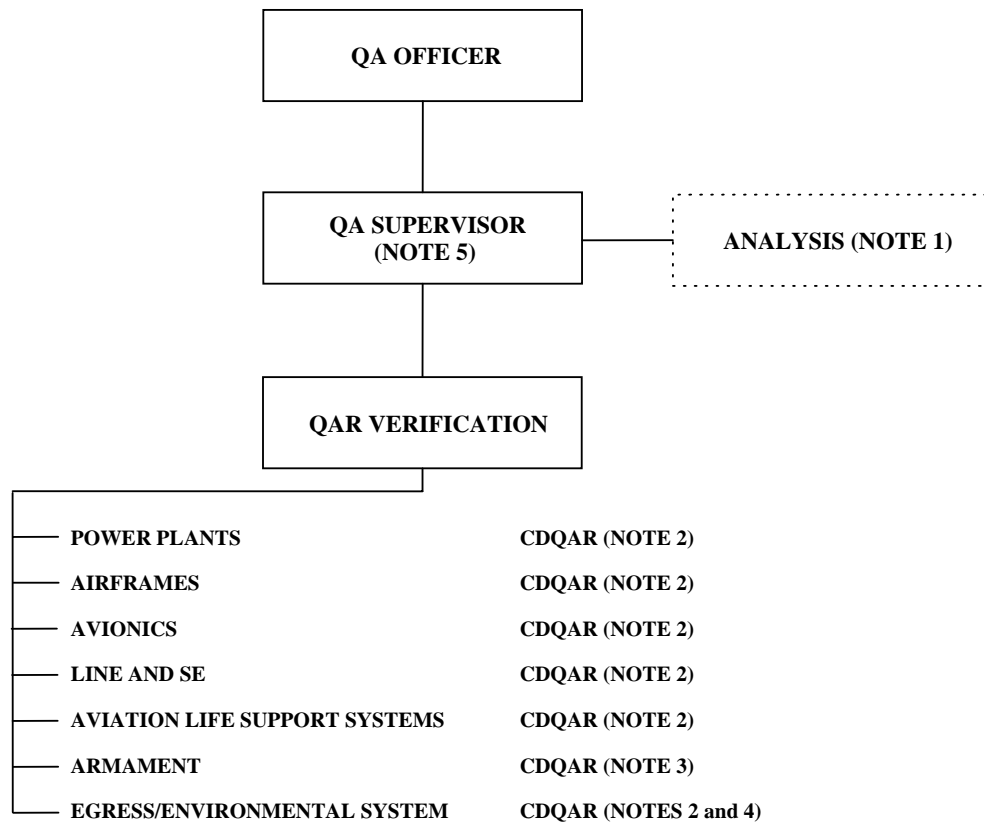 QA OFFICER
QA SUPERVISOR
(NOTE 5)
ANALYSIS (NOTE 1)
QAR VERIFICATION
POWER PLANTS CDQAR (NOTE 2)
AIRFRAMES CDQAR (NOTE 2)
AVIONICS CDQAR (NOTE 2)
LINE AND SE CDQAR (NOTE 2)
AVIATION LIFE SUPPORT SYSTEMS CDQAR (NOTE 2)
ARMAMENT CDQAR (NOTE 3)
EGRESS/ENVIRONMENTAL SYSTEM CDQAR (NOTES 2 and 4)